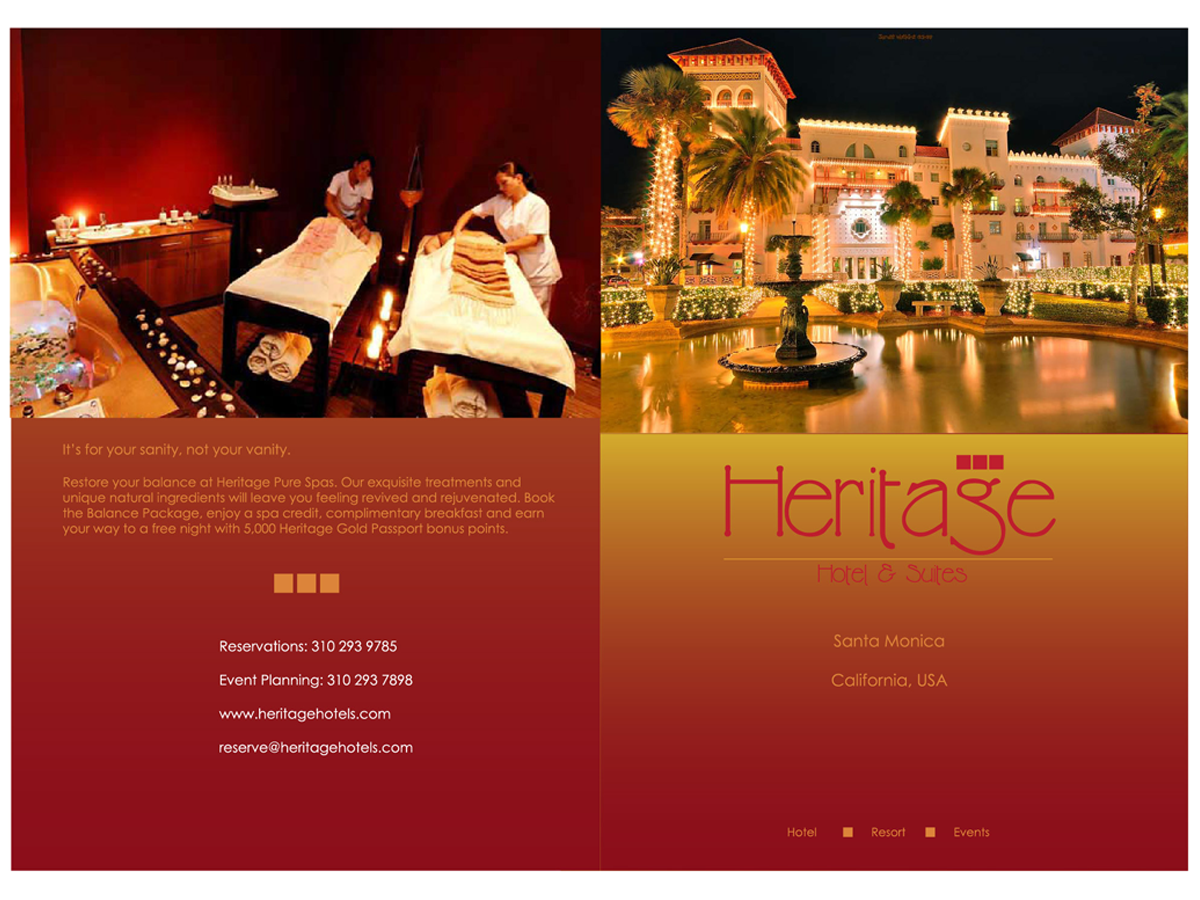 It's for your sanity, not your vanity.
Restore your balance at Heritage Pure Spas. Our exquisite treatments and
unique natural ingredients will leave you feeling revived and rejuvenated. Book
the Balance Package, enjoy a spa credit, complimentary breakfast and earn
your way to a free night with 5,000 Heritage Gold Passport bonus points.
Reservations: 310 293 9785
Event Planning: 310 293 7898
www.heritagehotels.com
reserve@heritagehotels.com
Heritage
Hotel & Suites
Santa Monica
California, USA
Hotel Resort Events